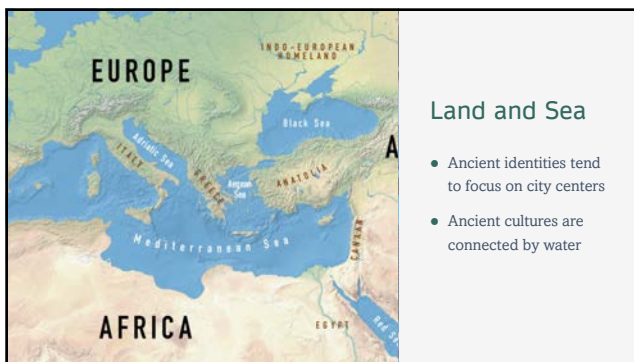 EUROPE
INDO-EUROPEAN
HOMELAND
Black Sea
Adriatic Sea
ITALY
GREECE
Aegean
Sea
ANATOLIA
A
Mediterranean Sea
CANAAN
AFRICA
EGYPT
Red Se
Land and Sea
● Ancient identities tend
to focus on city centers
● Ancient cultures are
connected by water